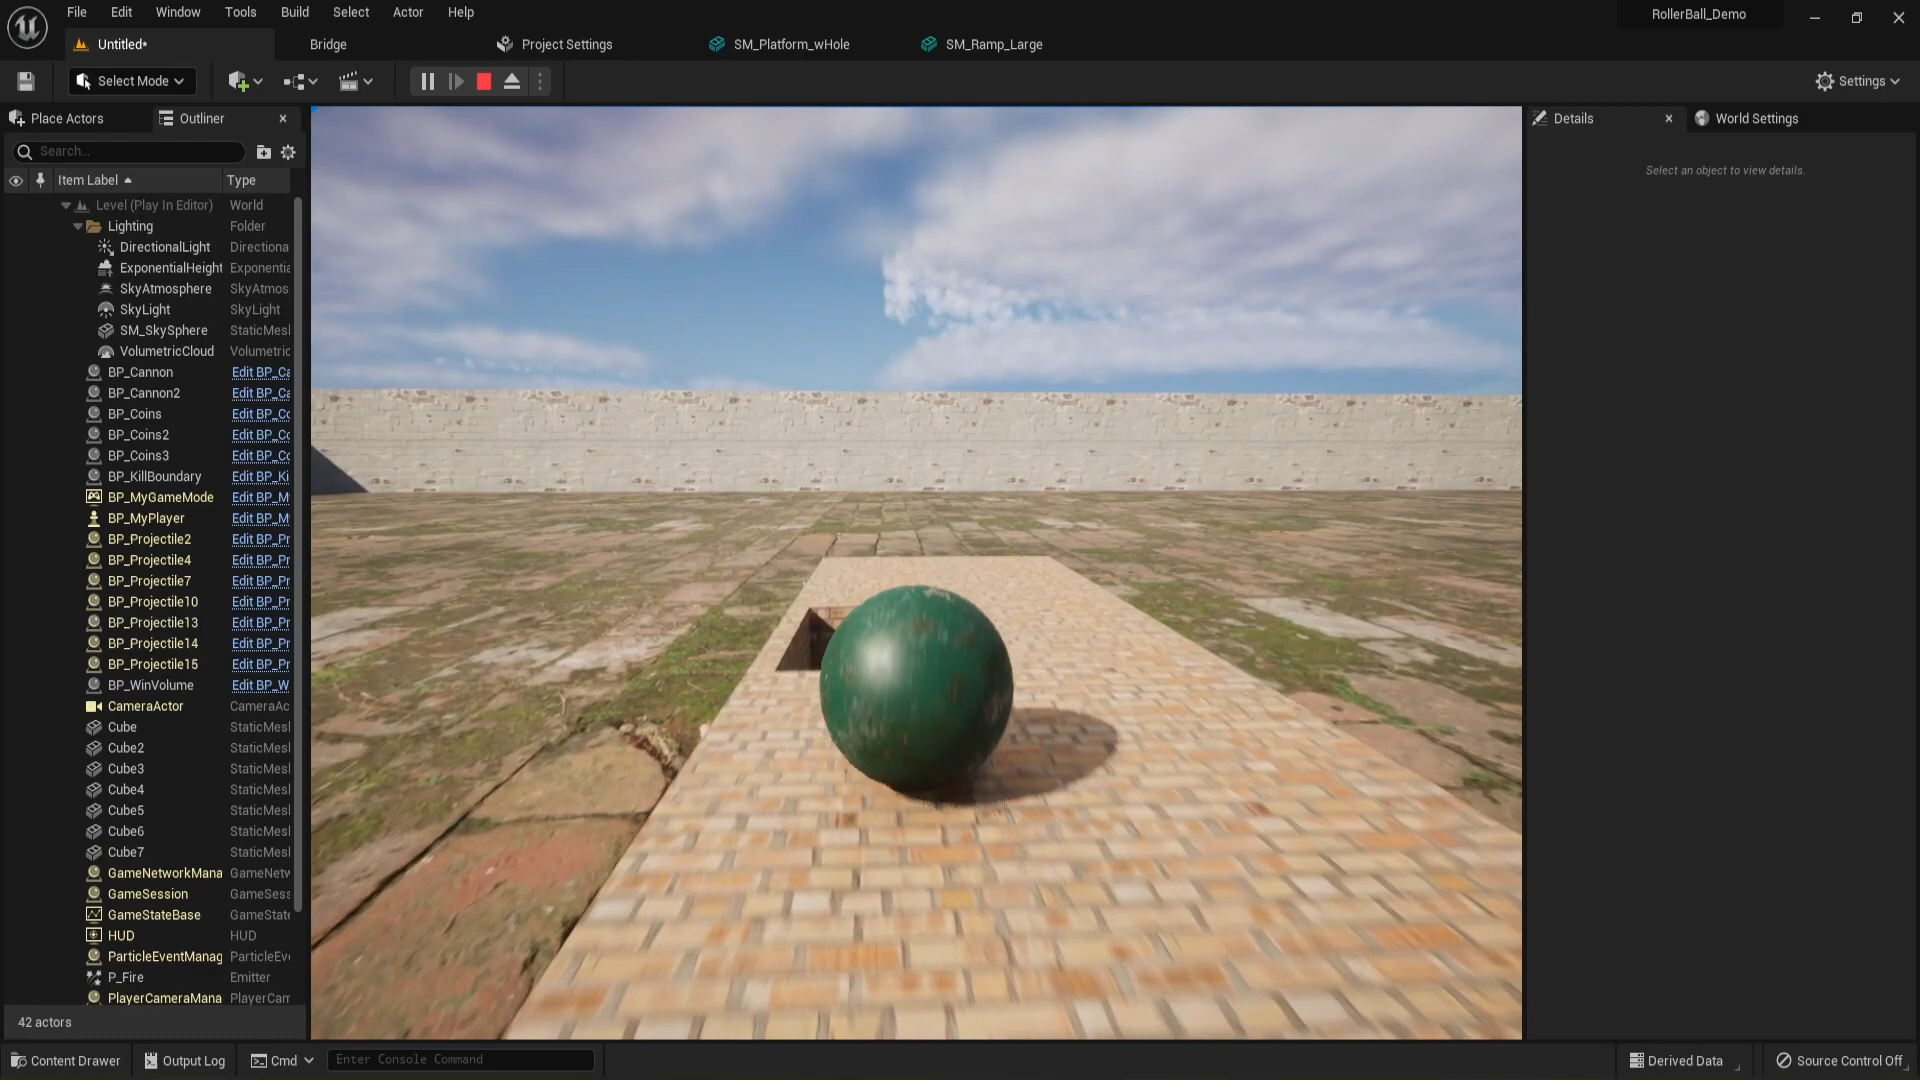 File Edit Window Tools Build Select Actor Help
RollerBall_Demo
Untitled*
Bridge
Project Settings
SM_Platform_wHole
SM_Ramp_Large
Select Mode
Settings
Place Actors
Outliner
Details
World Settings
Search...
Select an object to view details.
Item Label Type
Level (Play In Editor) World
Lighting Folder
DirectionalLight Directiona
ExponentialHeight Exponentia
SkyAtmosphere SkyAtmos
SkyLight SkyLight
SM_SkySphere StaticMesl
VolumetricCloud Volumetric
BP_Cannon Edit BP_Ca
BP_Cannon2 Edit BP_Ca
BP_Coins Edit BP_Co
BP_Coins2 Edit BP_Co
BP_Coins3 Edit BP_Co
BP_KillBoundary Edit BP_Ki
BP_MyGameMode Edit BP_M
BP_MyPlayer Edit BP_M
BP_Projectile2 Edit BP_Pr
BP_Projectile4 Edit BP_Pr
BP_Projectile7 Edit BP_Pr
BP_Projectile10 Edit BP_Pr
BP_Projectile13 Edit BP_Pr
BP_Projectile14 Edit BP_Pr
BP_Projectile15 Edit BP_Pr
BP_WinVolume Edit BP_W
CameraActor CameraAc
Cube StaticMesl
Cube2 StaticMesl
Cube3 StaticMesl
Cube4 StaticMesl
Cube5 StaticMesl
Cube6 StaticMesl
Cube7 StaticMesl
GameNetworkMana GameNetw
GameSession GameSess
GameStateBase GameState
HUD HUD
ParticleEventManag ParticleEve
P_Fire Emitter
PlayerCameraMana PlayerCam
42 actors
Content Drawer
Output Log
Cmd
Enter Console Command
Derived Data
Source Control Off